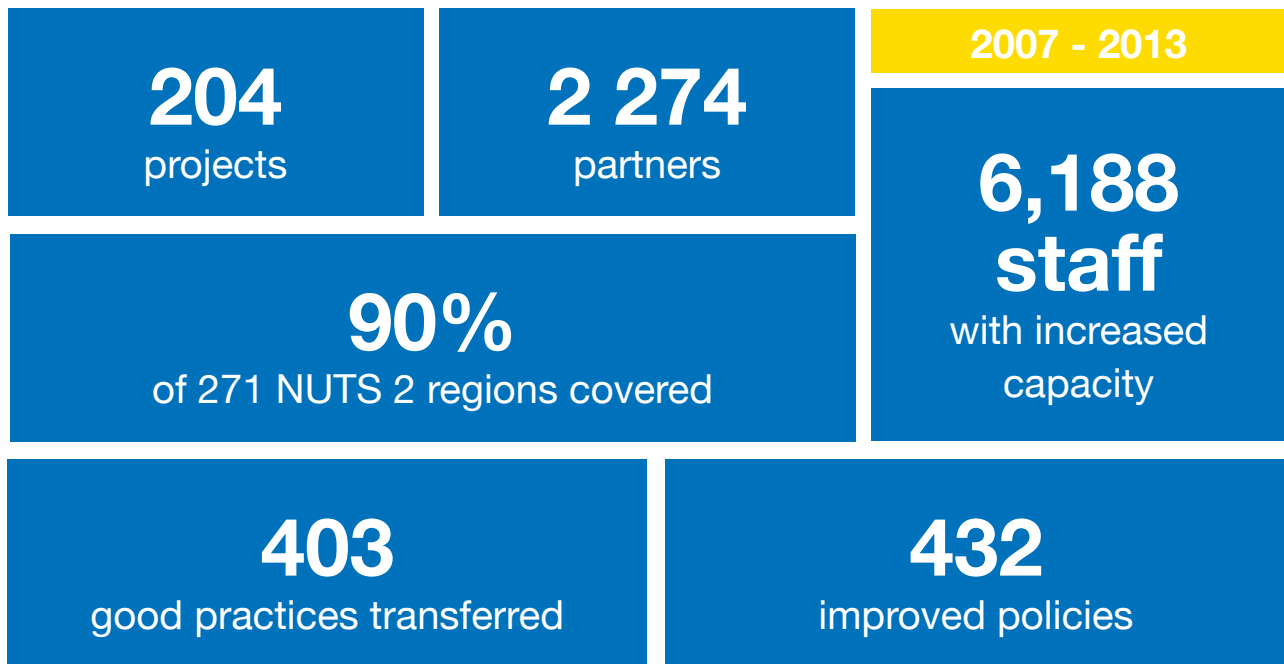 204
projects
2 274
partners
2007 - 2013
6,188
staff
with increased
capacity
90%
of 271 NUTS 2 regions covered
403
good practices transferred
432
improved policies